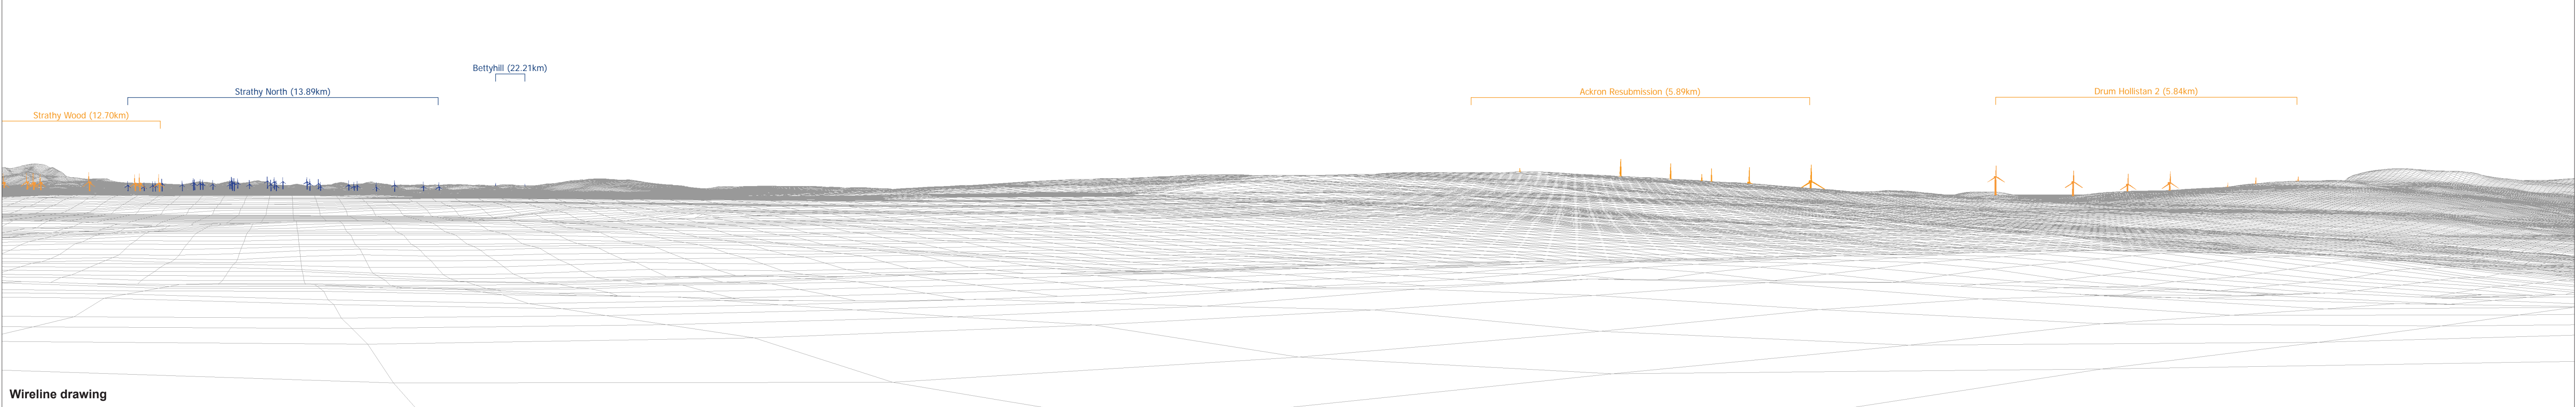 Bettyhill (22.21km)
Strathy North (13.89km)
Ackron Resubmission (5.89km)
Drum Hollistan 2 (5.84km)
Strathy Wood (12.70km)
Wireline drawing